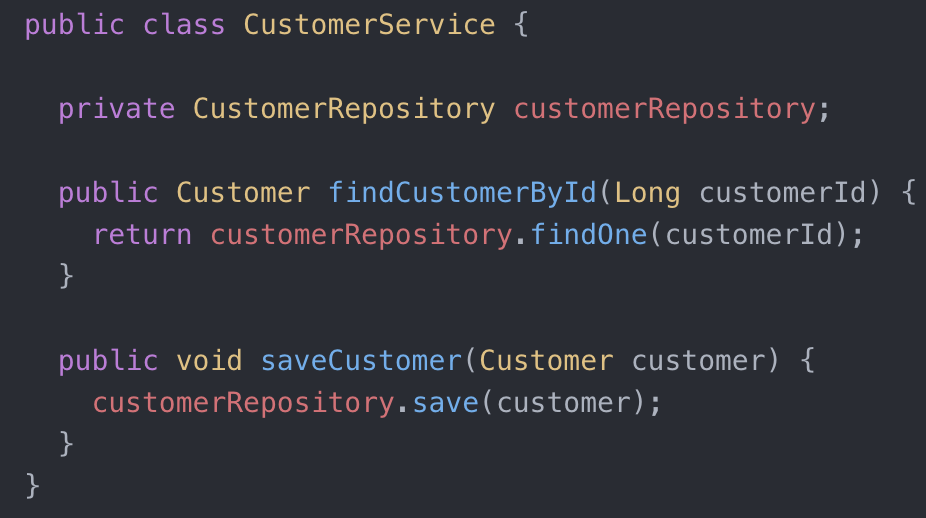 public class CustomerService {
private CustomerRepository customerRepository;
public Customer findCustomerById(Long customerId) {
return customerRepository.findOne(customerId);
}
public void saveCustomer(Customer customer) {
customerRepository.save(customer);
}
}